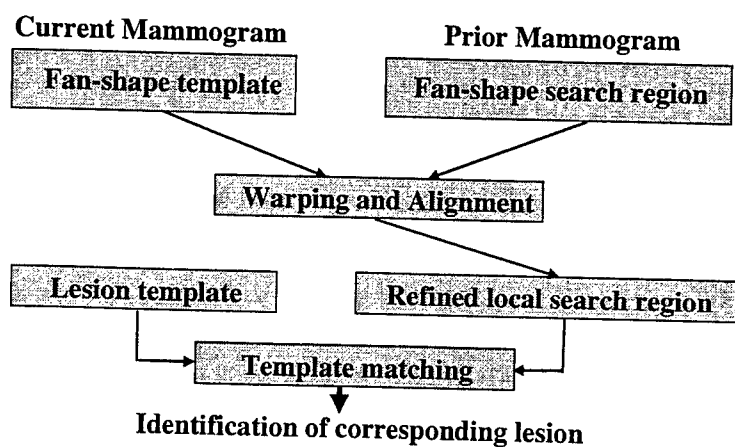 Current Mammogram
Prior Mammogram
Fan-shape template
Fan-shape search region
Warping and Alignment
Lesion template
Refined local search region
Template matching
Identification of corresponding lesion